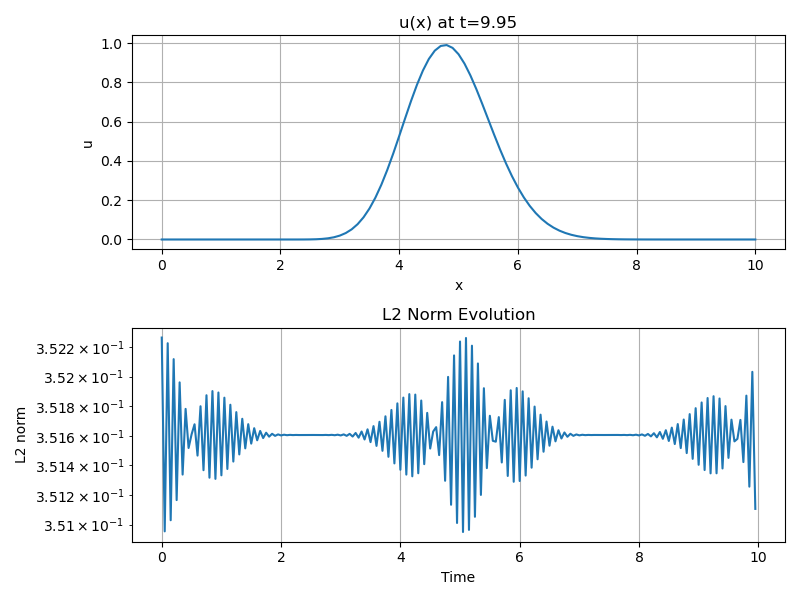 u(x) at t=9.95
1.0
0.8
0.6
0.4
0.2
0.0
u
0 2 4 6 8 10
x
L2 Norm Evolution
3.522 × 10⁻¹
3.52 × 10⁻¹
3.518 × 10⁻¹
3.516 × 10⁻¹
3.514 × 10⁻¹
3.512 × 10⁻¹
3.51 × 10⁻¹
L2 norm
0 2 4 6 8 10
Time